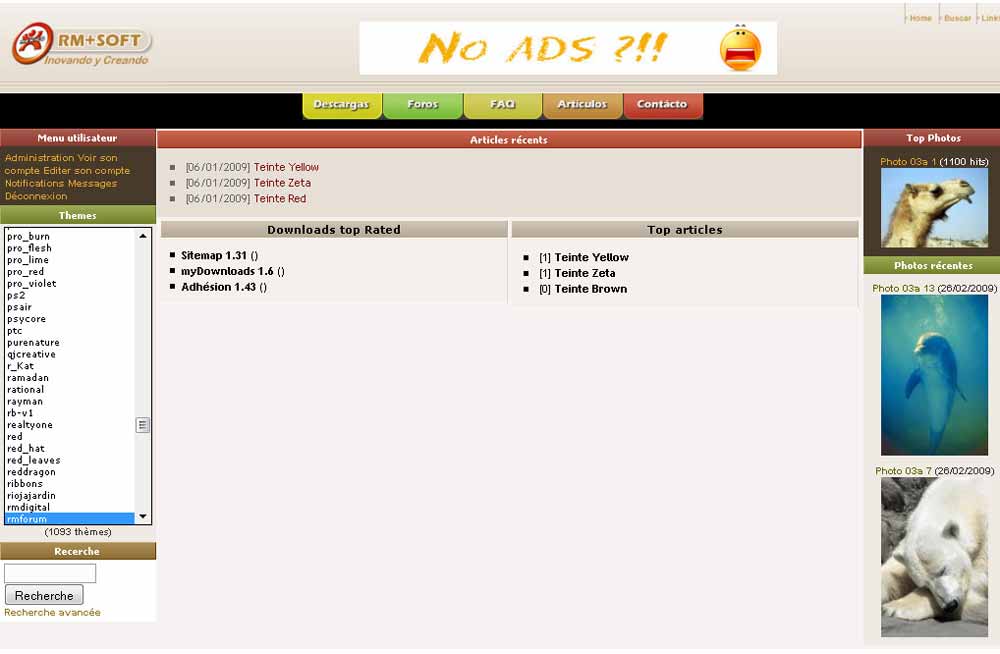 Home Buscar Link
RM+SOFT
Inovando y Creando
No ADS ?!!
Descargas Foros FAQ Artículos Contácto
Menu utilisateur
Administration Voir son
compte Editer son compte
Notifications Messages
Déconnexion
Themes
pro_burn
pro_flesh
pro_lime
pro_red
pro_violet
ps2
psair
psycore
ptc
purenature
qjcreative
r_Kat
ramadan
rational
rayman
rb-v1
realtyone
red
red_hat
red_leaves
reddragon
ribbons
riojajardin
rmdigital
rmforum
(1093 thèmes)
Recerche
Recherche
Recherche avancée
Articles récents
[06/01/2009] Teinte Yellow
[06/01/2009] Teinte Zeta
[06/01/2009] Teinte Red
Downloads top Rated
Sitemap 1.31 ()
myDownloads 1.6 ()
Adhésion 1.43 ()
Top articles
[1] Teinte Yellow
[1] Teinte Zeta
[0] Teinte Brown
Top Photos
Photo 03a 1 (1100 hits)
Photos récentes
Photo 03a 13 (26/02/2009)
Photo 03a 7 (26/02/2009)